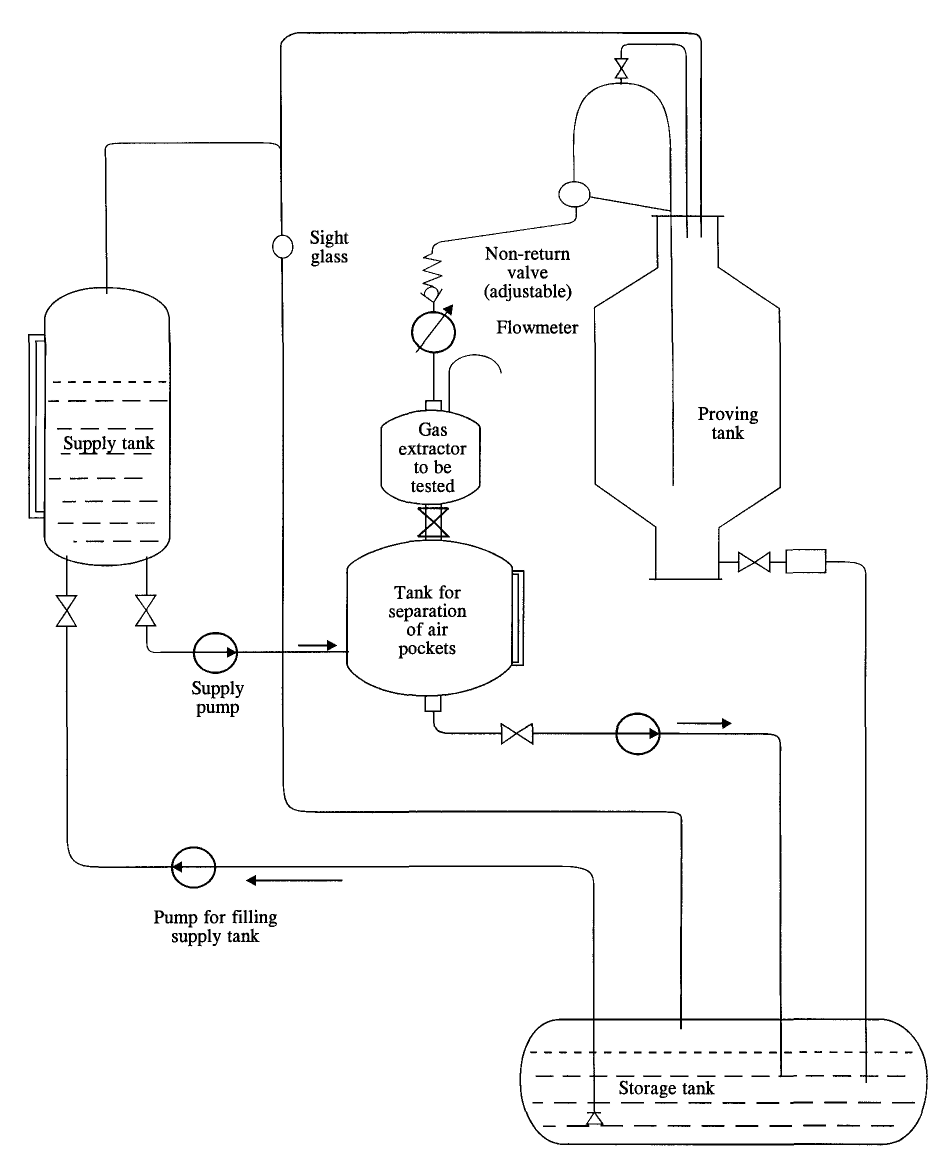 Sight
glass
Non-return
valve
(adjustable)
Flowmeter
Supply tank
Gas
extractor
to be
tested
Proving
tank
Tank for
separation
of air
pockets
Supply
pump
Pump for filling
supply tank
Storage tank